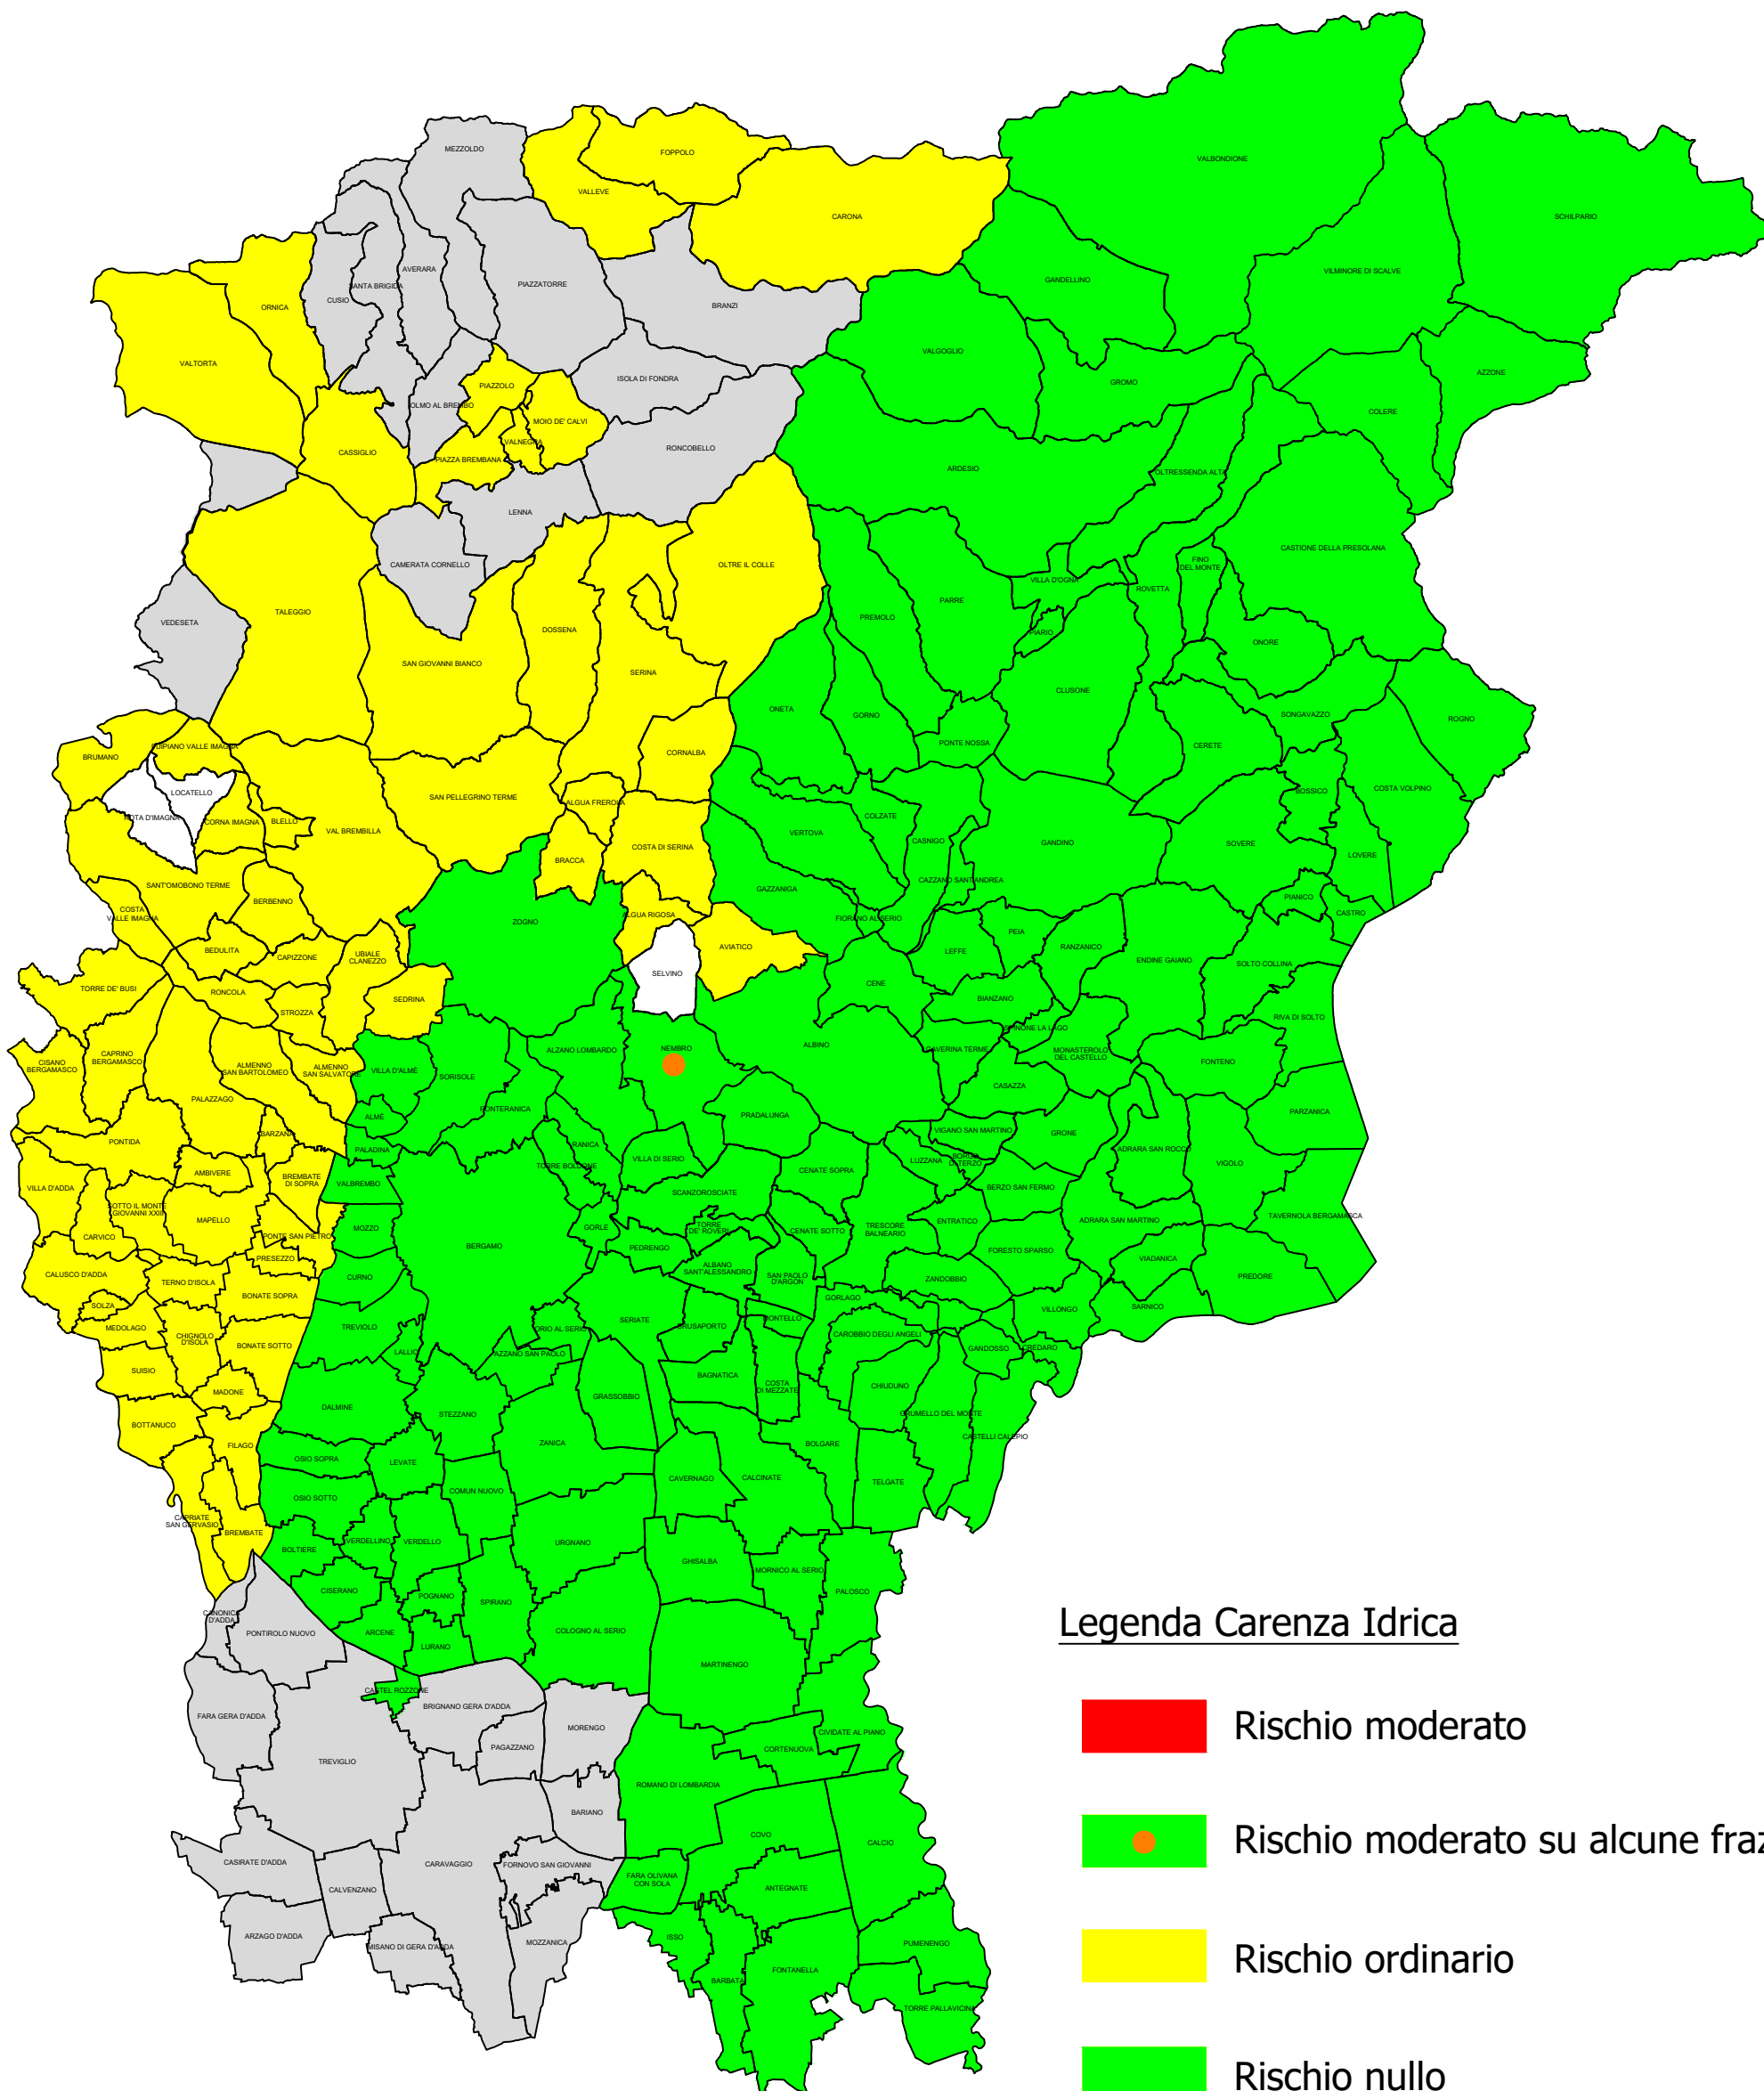 MEZZOLDO
FOPPOLO
VALLEVE
CARONA
VALBONDIONE
SCHILPARIO
AVERARA
SANTA BRIGIDA
CUSIO
ORNICA
PIAZZATORRE
BRANZI
GANDELLINO
VILMINORE DI SCALVE
VALTORTA
VALGOGLIO
ISOLA DI FONDRA
GROMO
AZZONE
COLERE
PIAZZOLO
OLMO AL BREMBO
MOIO DE' CALVI
VALNEGRA
CASSIGLIO
PIAZZA BREMBANA
RONCOBELLO
ARDESIO
OLTRESSENDA ALTA
LENNA
CAMERATA CORNELLO
OLTRE IL COLLE
CASTIONE DELLA PRESOLANA
FINO
DEL MONTE
VILLA D'OGNA
ROVETTA
PARRE
PREMOLO
TALEGGIO
VEDESETA
DOSSENA
PIARIO
ONORE
SAN GIOVANNI BIANCO
SERINA
CLUSONE
ONETA
GORNO
SONGAVAZZO
ROGNO
PONTE NOSSA
CERETE
BRUMANO
FUIPIANO VALLE IMAGNA
CORNALBA
LOCATELLO
SAN PELLEGRINO TERME
ALGUA FREROLA
BOSSICO
COSTA VOLPINO
ROTA D'IMAGNA
CORNA IMAGNA
BLELLO
VAL BREMBILLA
VERTOVA
COLZATE
CASNIGO
GANDINO
SOVERE
LOVERE
COSTA DI SERINA
BRACCA
SANT'OMOBONO TERME
BERBENNO
GAZZANIGA
CAZZANO SANT'ANDREA
PIANICO
CASTRO
COSTA
VALLE IMAGNA
ZOGNO
ALGUA RIGOSA
FIORANO AL SERIO
PEIA
BEDULITA
CAPIZZONE
UBIALE
CLANEZZO
AVIATICO
LEFFE
RANZANICO
ENDINE GAIANO
SOLTO COLLINA
SELVINO
TORRE DE' BUSI
RONCOLA
STROZZA
SEDRINA
CENE
BIANZANO
SPINONE LA LAGO
RIVA DI SOLTO
CISANO
BERGAMASCO
CAPRINO
BERGAMASCO
ALMENNO
SAN BARTOLOMEO
ALMENNO
SAN SALVATORE
VILLA D'ALMÈ
SORISOLE
ALZANO LOMBARDO
NEMBRO
ALBINO
GAVERINA TERME
MONASTEROLO
DEL CASTELLO
FONTENO
CASAZZA
PALAZZAGO
ALMÈ
PONTERANICA
PRADALUNGA
PARZANICA
PONTIDA
BARZANA
PALADINA
RANICA
TORRE BOLDONE
VILLA DI SERIO
VIGANO SAN MARTINO
GRONE
ADRARA SAN ROCCO
VIGOLO
LUZZANA
BORGO
DI TERZO
CENATE SOPRA
AMBIVERE
BREMBATE
DI SOPRA
VALBREMBO
VILLA D'ADDA
SOTTO IL MONTE
GIOVANNI XXIII
MAPELLO
SCANZOROSCIATE
BERZO SAN FERMO
TAVERNOLA BERGAMASCA
CARVICO
PONTE SAN PIETRO
MOZZO
GORLE
TORRE
DE' ROVERI
CENATE SOTTO
TRESCORE
BALNEARIO
ENTRATICO
ADRARA SAN MARTINO
BERGAMO
PEDRENGO
FORESTO SPARSO
VIADANICA
PREDORE
PRESEZZO
CURNO
ALBANO
SANT'ALESSANDRO
SAN PAOLO
D'ARGON
ZANDOBBIO
CALUSCO D'ADDA
TERNO D'ISOLA
BONATE SOPRA
GORLAGO
VILLONGO
SARNICO
SOLZA
MEDOLAGO
CHIGNOLO
D'ISOLA
BONATE SOTTO
TREVIOLO
LALLIO
ORIO AL SERIO
SERIATE
BRUSAPORTO
MONTELLO
CAROBBIO DEGLI ANGELI
GANDOSSO
CREDARO
AZZANO SAN PAOLO
SUISIO
MADONE
BAGNATICA
COSTA
DI MEZZATE
CHIUDUNO
GRASSOBBIO
DALMINE
STEZZANO
GRUMELLO DEL MONTE
CASTELLI CALEPIO
BOTTANUCO
FILAGO
ZANICA
BOLGARE
OSIO SOPRA
LEVATE
CAVERNAGO
CALCINATE
TELGATE
OSIO SOTTO
COMUN NUOVO
CAPRIATE
SAN GERVASIO
BREMBATE
BOLTIERE
VERDELLINO
VERDELLO
URGNANO
GHISALBA
MORNICO AL SERIO
PALOSCO
CISERANO
POGNANO
SPIRANO
CANONICA
D'ADDA
PONTIROLO NUOVO
ARCENE
LURANO
COLOGNO AL SERIO
MARTINENGO
Legenda Carenza Idrica
CASTEL ROZZONE
BRIGNANO GERA D'ADDA
FARA GERA D'ADDA
MORENGO
CIVIDATE AL PIANO
Rischio moderato
PAGAZZANO
CORTENUOVA
TREVIGLIO
ROMANO DI LOMBARDIA
BARIANO
COVO
CALCIO
Rischio moderato su alcune fraz
CASIRATE D'ADDA
CARAVAGGIO
FORNOVO SAN GIOVANNI
FARA OLIVANA
CON SOLA
CALVENZANO
ANTEGNATE
ARZAGO D'ADDA
MISANO DI GERA D'ADDA
MOZZANICA
ISSO
PUMENENGO
Rischio ordinario
BARBATA
FONTANELLA
TORRE PALLAVICINA
Rischio nullo